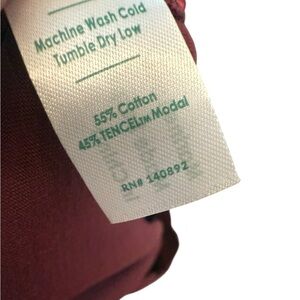 Machine Wash Cold
Tumble Dry Low
55% Cotton
45% TENCEL™ Modal
RN# 140892